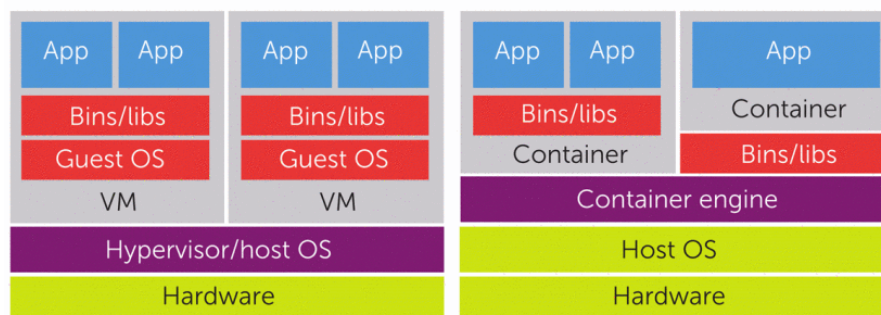 App App
Bins/libs
Guest OS
VM
App App
Bins/libs
Guest OS
VM
Hypervisor/host OS
Hardware
App App
Bins/libs
Container
App
Container
Bins/libs
Container engine
Host OS
Hardware